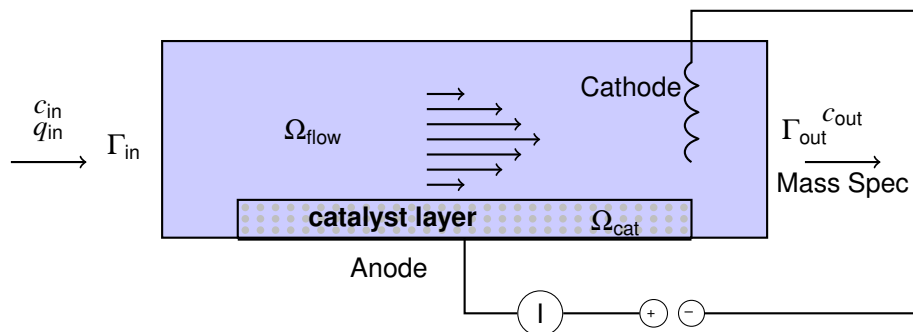 Cathode
c_in
q_in
Γ_in
Ω_flow
Γ_out
c_out
Mass Spec
catalyst layer
Ω_cat
Anode
I
+
−